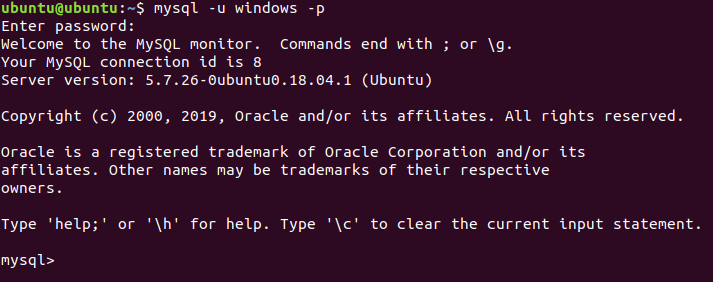 ubuntu@ubuntu:~$ mysql -u windows -p
Enter password:
Welcome to the MySQL monitor.  Commands end with ; or \g.
Your MySQL connection id is 8
Server version: 5.7.26-0ubuntu0.18.04.1 (Ubuntu)
Copyright (c) 2000, 2019, Oracle and/or its affiliates. All rights reserved.
Oracle is a registered trademark of Oracle Corporation and/or its
affiliates. Other names may be trademarks of their respective
owners.
Type 'help;' or '\h' for help. Type '\c' to clear the current input statement.
mysql>